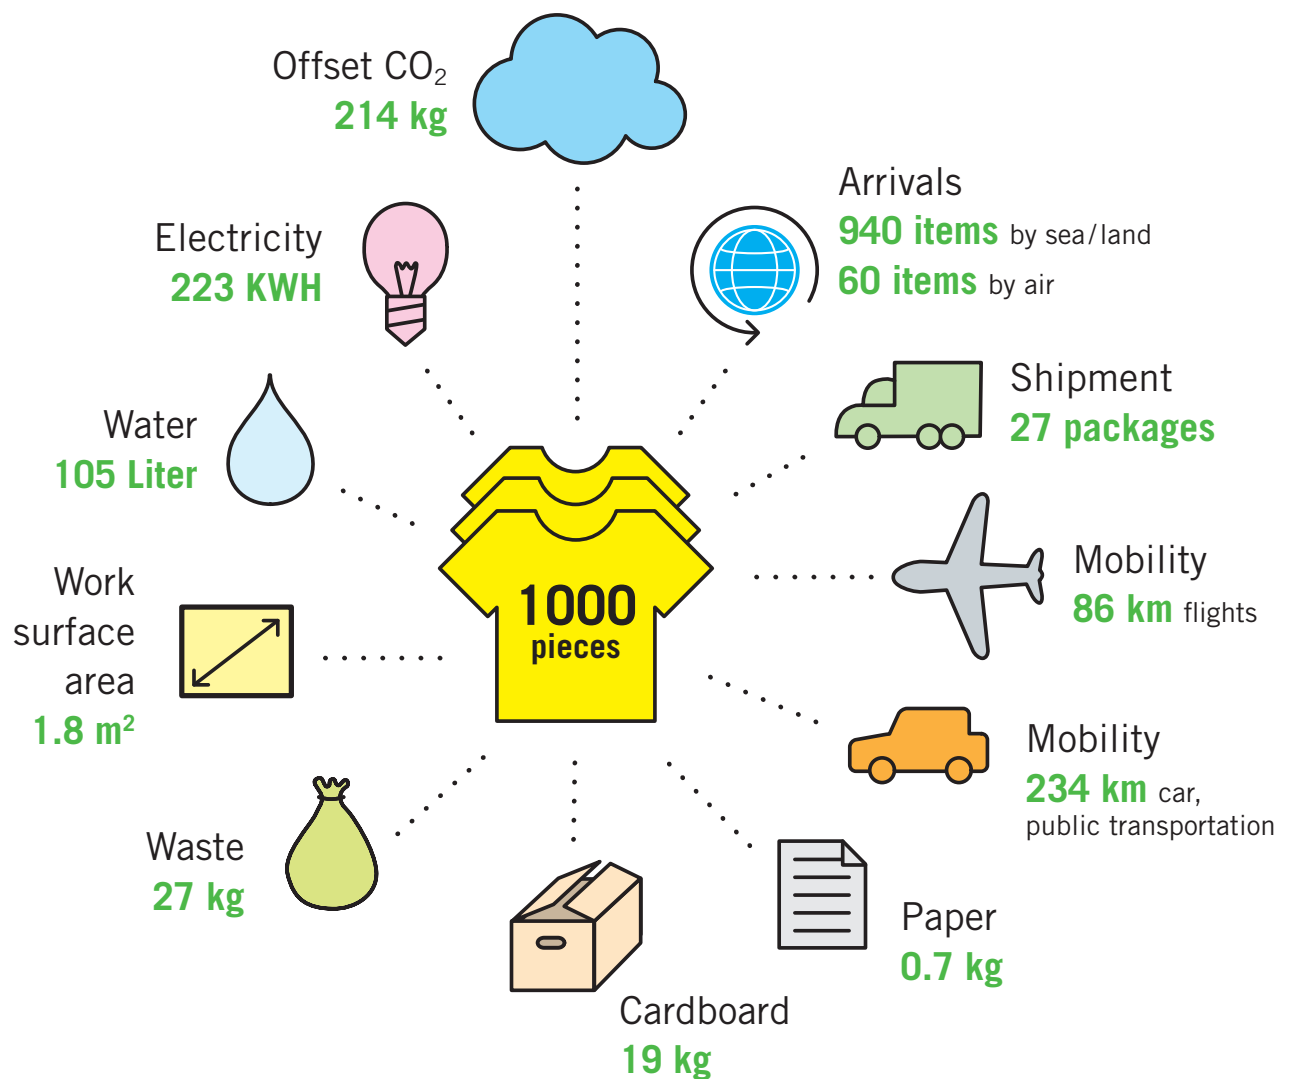 Offset CO₂
214 kg
Electricity
223 KWH
Arrivals
940 items by sea/land
60 items by air
Shipment
27 packages
Water
105 Liter
Mobility
86 km flights
Work
surface
area
1.8 m²
1000
pieces
Mobility
234 km car,
public transportation
Waste
27 kg
Paper
0.7 kg
Cardboard
19 kg